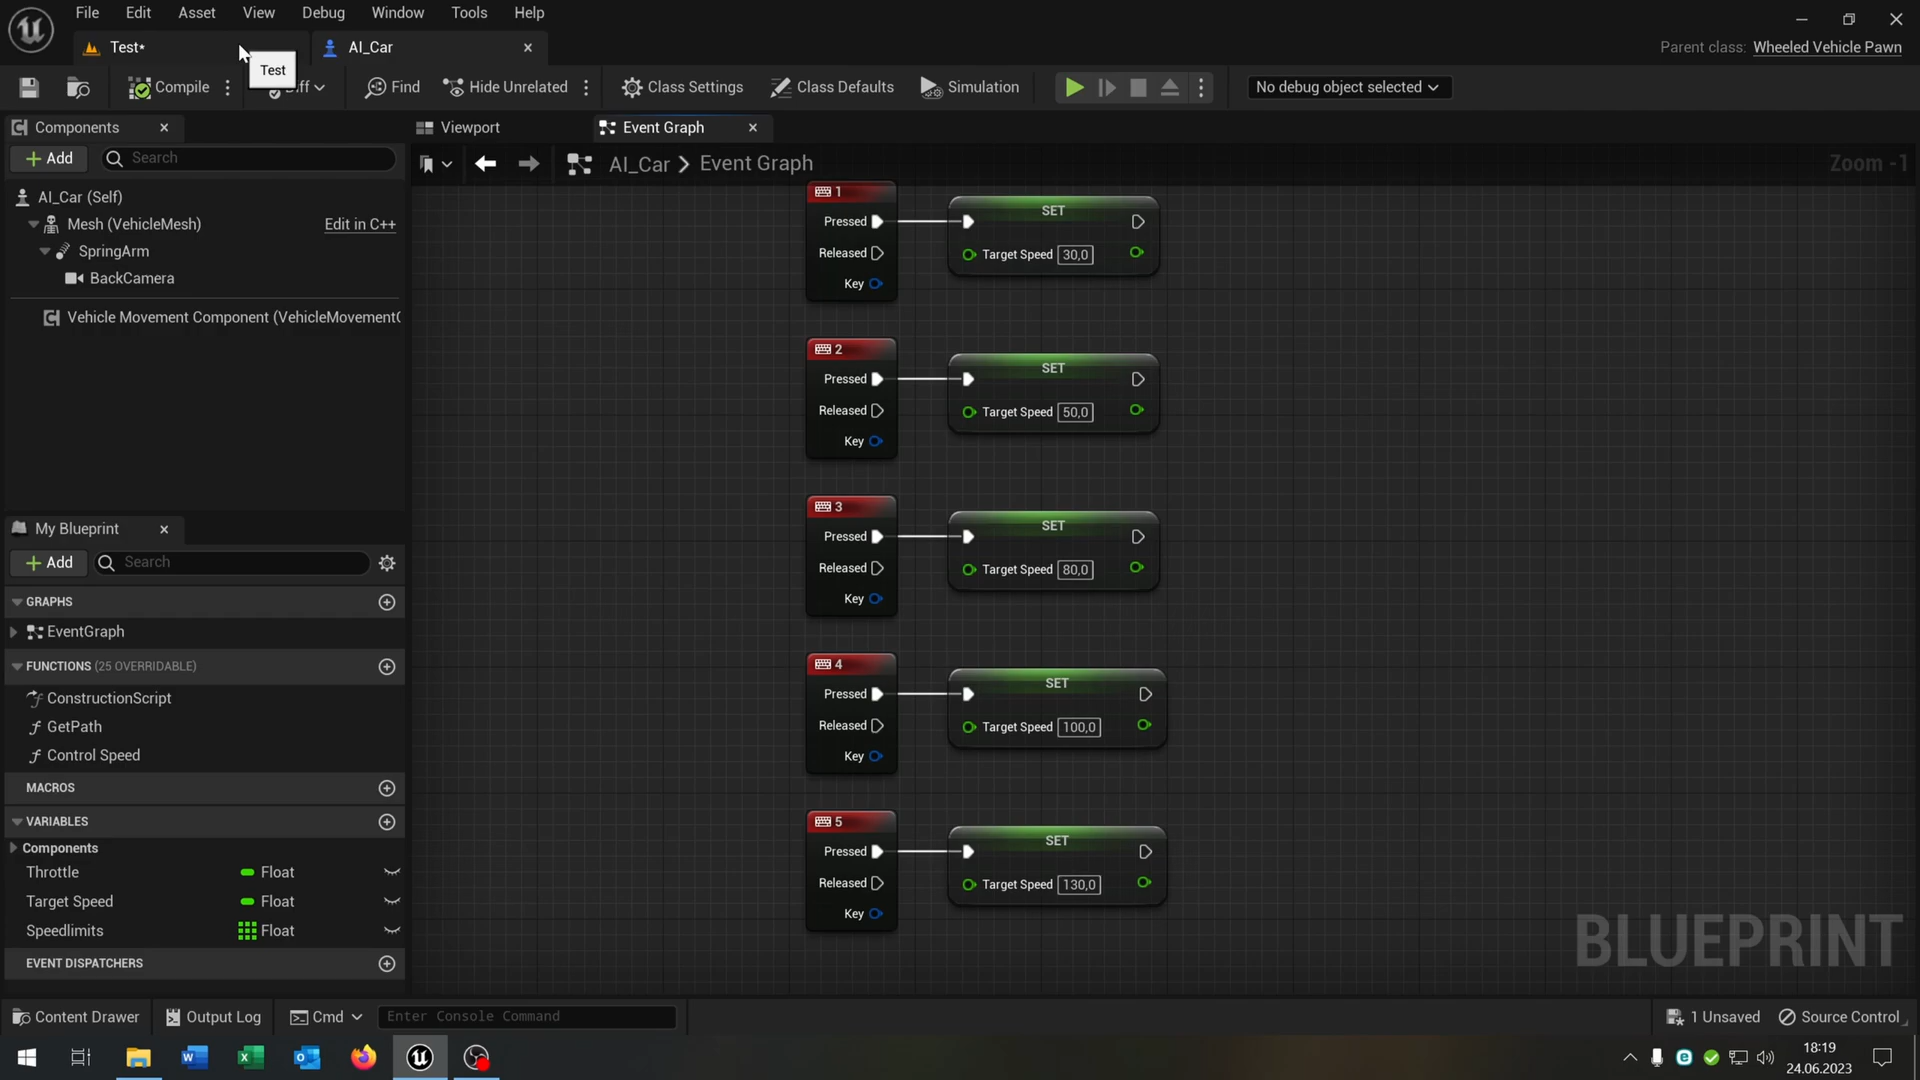 File Edit Asset View Debug Window Tools Help
Test*
AI_Car
Parent class: Wheeled Vehicle Pawn
Test
Compile
Diff
Find
Hide Unrelated
Class Settings
Class Defaults
Simulation
No debug object selected
Components
Viewport
Event Graph
Add
Search
AI_Car > Event Graph
Zoom -1
AI_Car (Self)
Mesh (VehicleMesh)
Edit in C++
SpringArm
BackCamera
Vehicle Movement Component (VehicleMovementC
1
Pressed
Released
Key
SET
Target Speed 30,0
2
Pressed
Released
Key
SET
Target Speed 50,0
3
Pressed
Released
Key
SET
Target Speed 80,0
4
Pressed
Released
Key
SET
Target Speed 100,0
5
Pressed
Released
Key
SET
Target Speed 130,0
My Blueprint
Add
Search
GRAPHS
EventGraph
FUNCTIONS (25 OVERRIDABLE)
ConstructionScript
GetPath
Control Speed
MACROS
VARIABLES
Components
Throttle Float
Target Speed Float
Speedlimits Float
EVENT DISPATCHERS
BLUEPRINT
Content Drawer
Output Log
Cmd
Enter Console Command
1 Unsaved
Source Control
18:19
24.06.2023